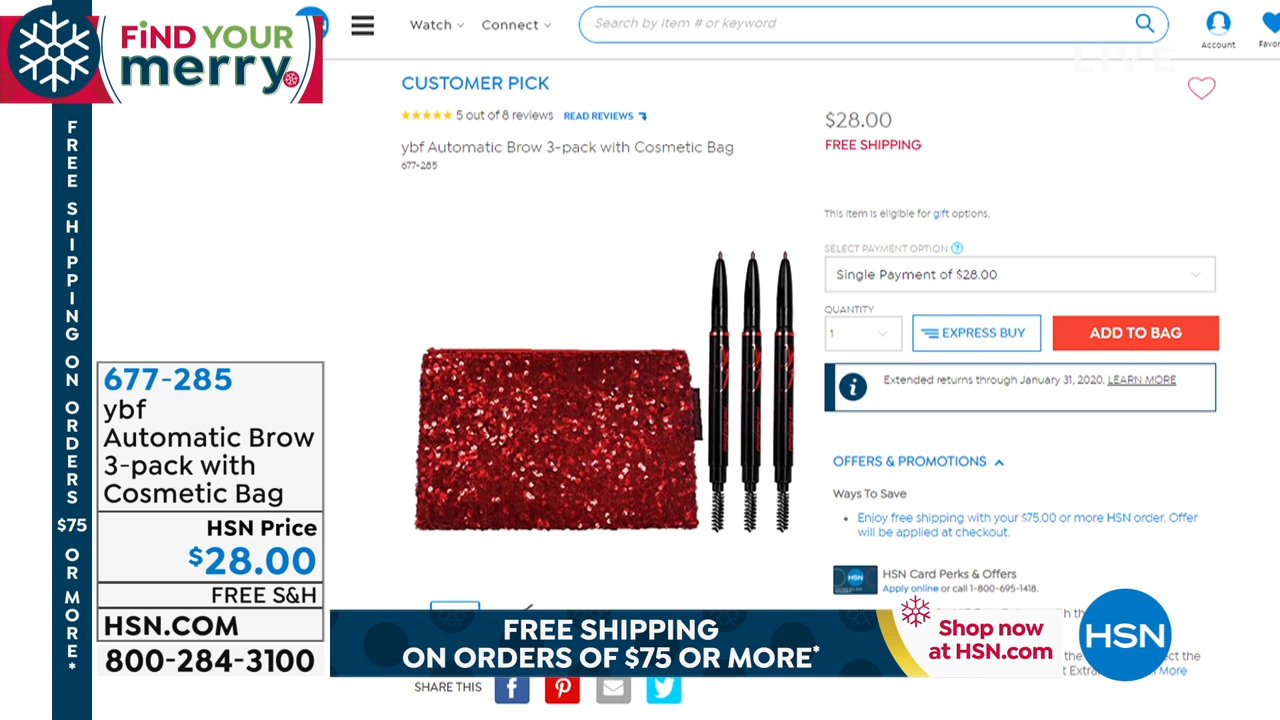 FiND YOUR
merry.
FREE SHIPPING ON ORDERS $75 OR MORE*
677-285
ybf
Automatic Brow
3-pack with
Cosmetic Bag
HSN Price
$28.00
FREE S&H
HSN.COM
800-284-3100
Watch
Connect
Search by item # or keyword
Account
Favor
LIVE
CUSTOMER PICK
5 out of 8 reviews READ REVIEWS
ybf Automatic Brow 3-pack with Cosmetic Bag
677-285
$28.00
FREE SHIPPING
This item is eligible for gift options.
SELECT PAYMENT OPTION ?
Single Payment of $28.00
QUANTITY
1
EXPRESS BUY
ADD TO BAG
Extended returns through January 31, 2020. LEARN MORE
OFFERS & PROMOTIONS
Ways To Save
• Enjoy free shipping with your $75.00 or more HSN order. Offer
will be applied at checkout.
HSN
HSN Card Perks & Offers
Apply online or call 1-800-695-1418.
FREE SHIPPING
ON ORDERS OF $75 OR MORE*
Shop now
at HSN.com
HSN
SHARE THIS